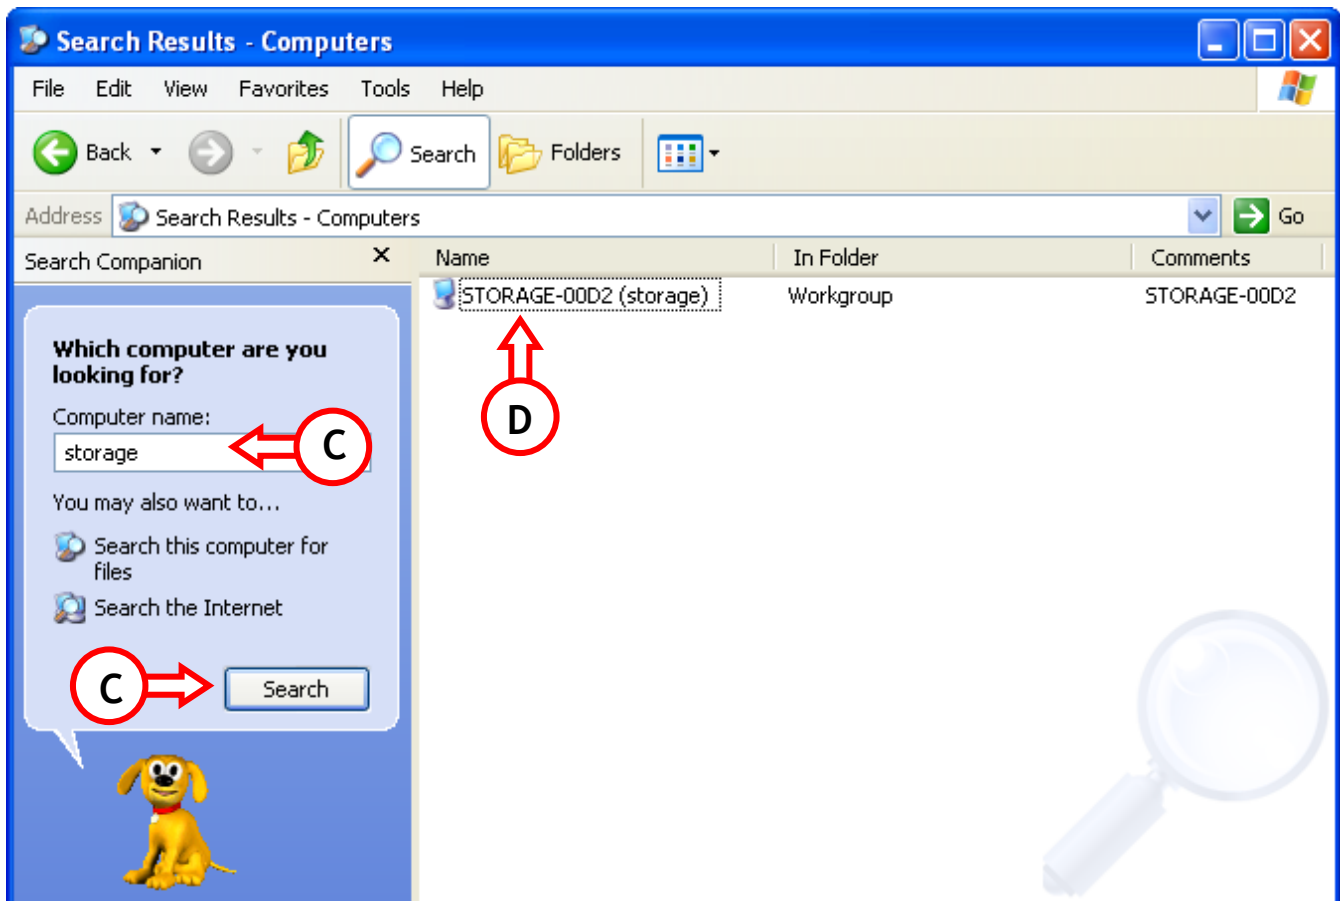 Search Results - Computers
File Edit View Favorites Tools Help
Back Search Folders
Address Search Results - Computers Go
Search Companion
Name In Folder Comments
STORAGE-00D2 (storage) Workgroup STORAGE-00D2
Which computer are you
looking for?
Computer name:
storage
C
D
You may also want to...
Search this computer for
files
Search the Internet
C
Search